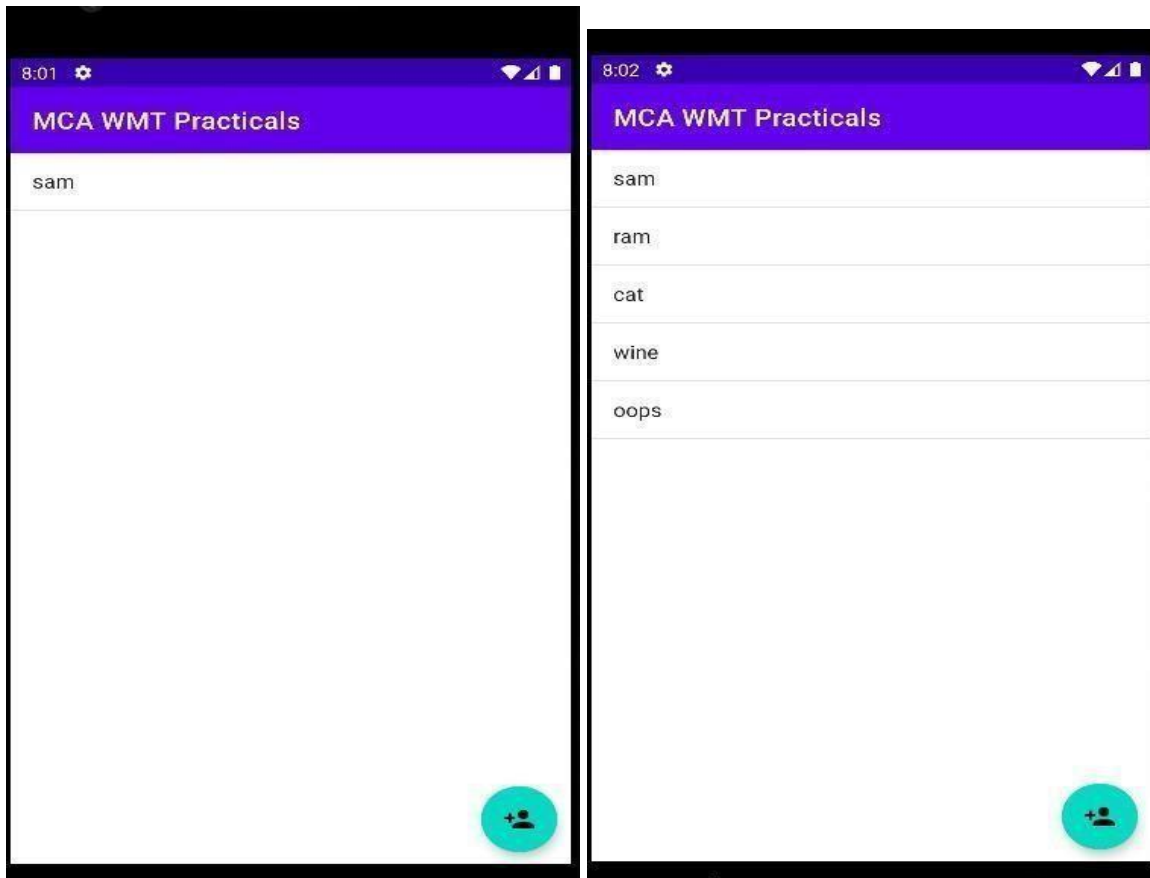 8:01
MCA WMT Practicals
sam
8:02
MCA WMT Practicals
sam
ram
cat
wine
oops